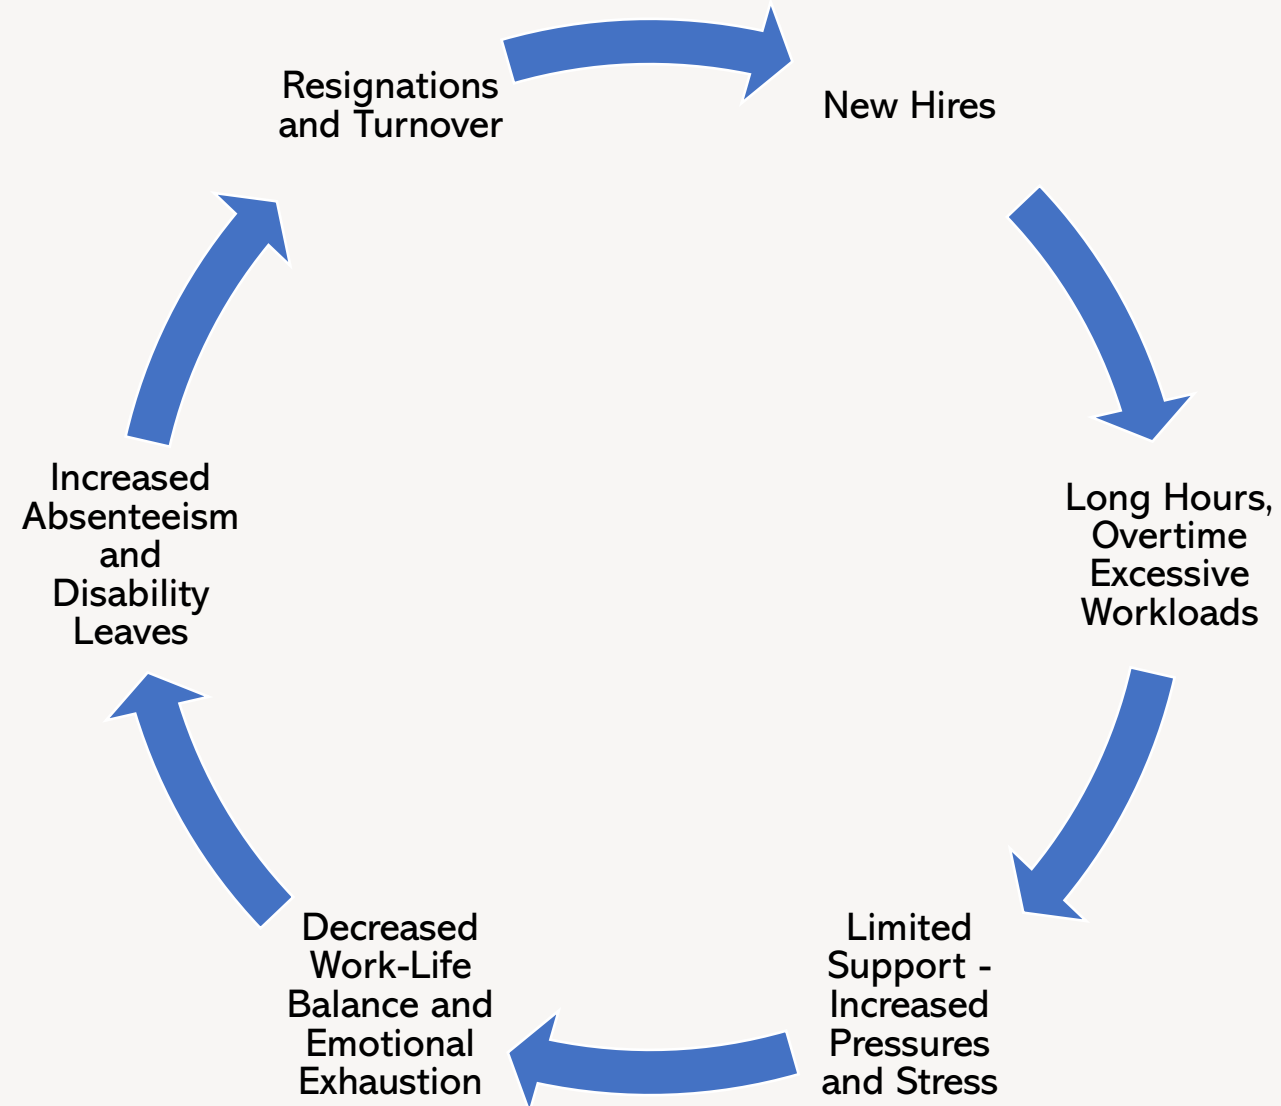 Resignations
and Turnover
New Hires
Long Hours,
Overtime
Excessive
Workloads
Limited
Support -
Increased
Pressures
and Stress
Decreased
Work-Life
Balance and
Emotional
Exhaustion
Increased
Absenteeism
and
Disability
Leaves